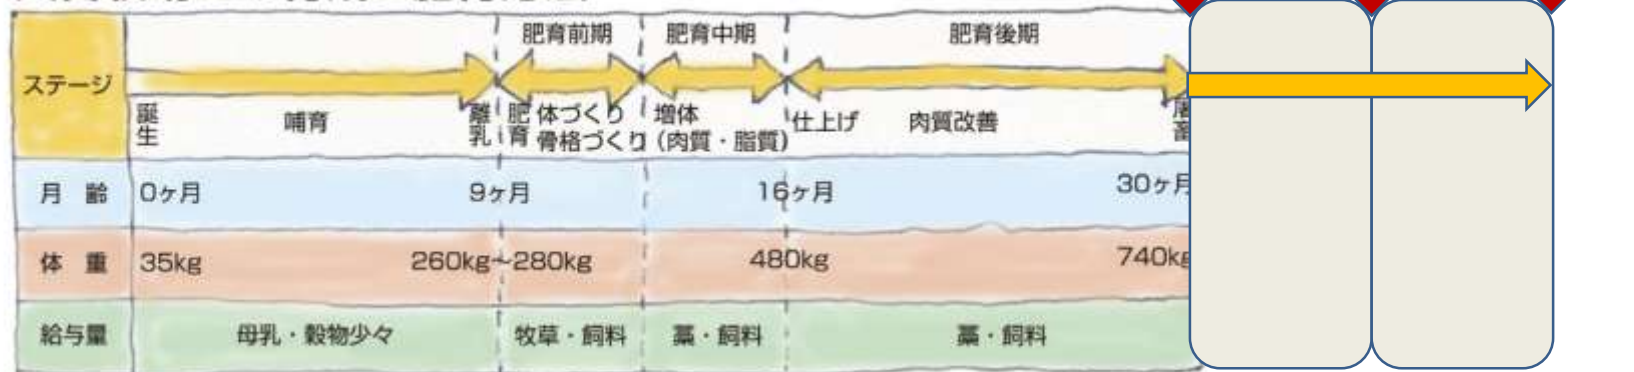 肥育前期 肥育中期 肥育後期
ステージ
誕生 哺育 離乳 肥育 体づくり 骨格づくり 増体 (肉質・脂質) 仕上げ 肉質改善 屠畜
月 齢 0ヶ月 9ヶ月 16ヶ月 30ヶ月
体 重 35kg 260kg~280kg 480kg 740kg
給与量 母乳・穀物少々 牧草・飼料 藁・飼料 藁・飼料